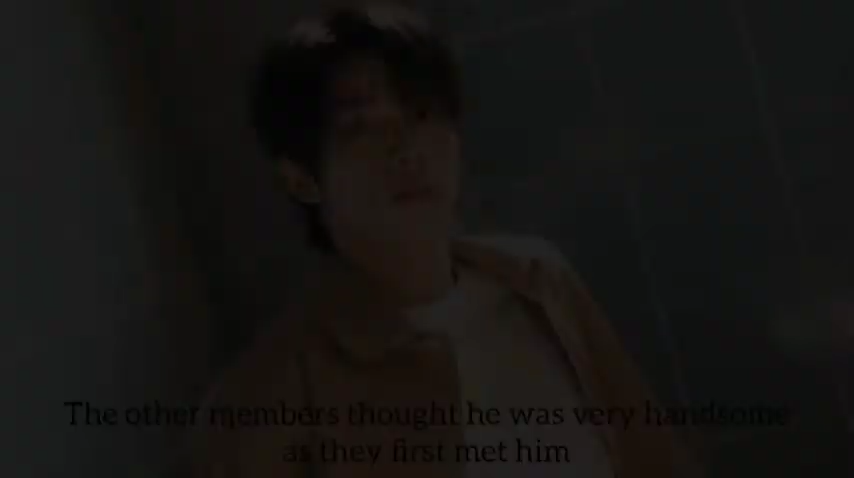 The other members thought he was very handsome
as they first met him